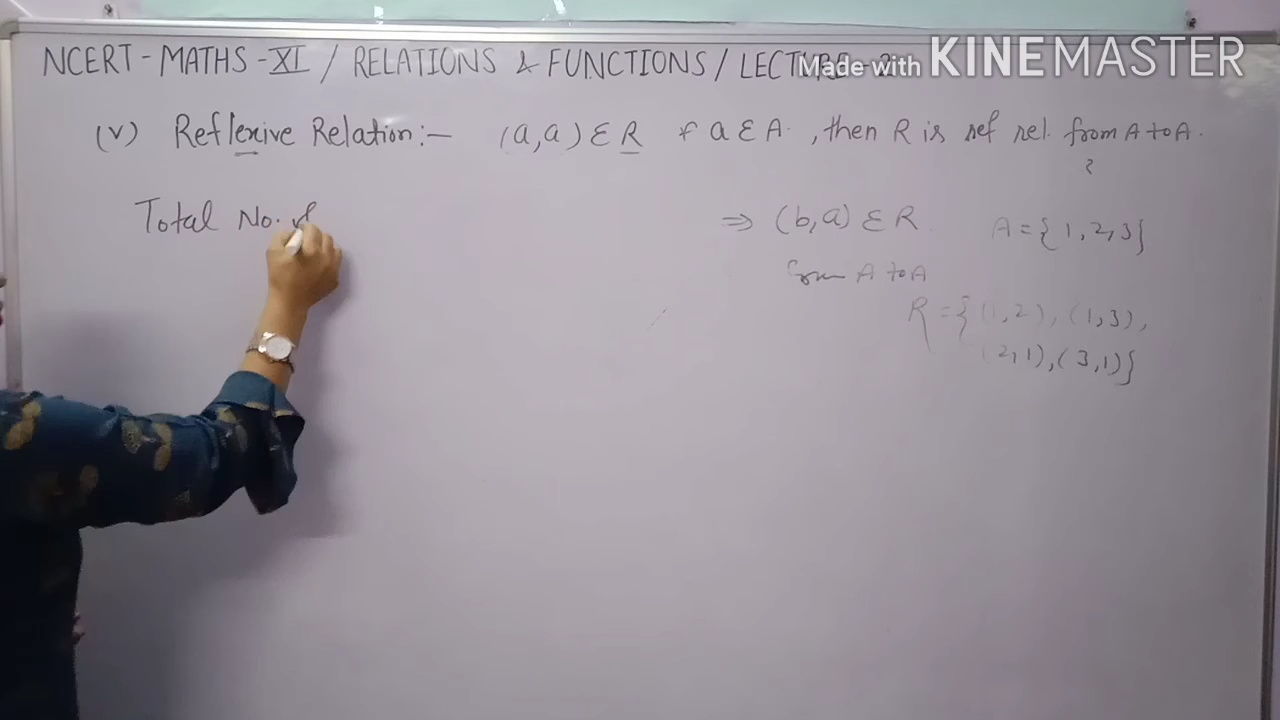 NCERT - MATHS - XI / RELATIONS & FUNCTIONS / LECTURE
Made with KINEMASTER
(V) Reflexive Relation:- (a,a) ∈ R ∀ a ∈ A , then R is ref rel. from A to A.
Total No. of
⇒ (b,a) ∈ R
A = {1,2,3}
from A to A
R = {(1,2), (1,3),
(2,1), (3,1)}